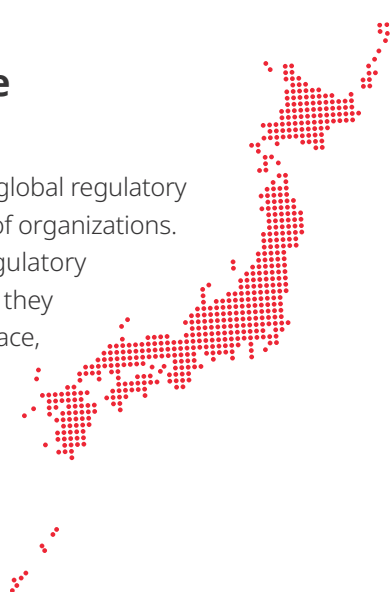 e
global regulatory
of organizations.
gulatory
they
ace,